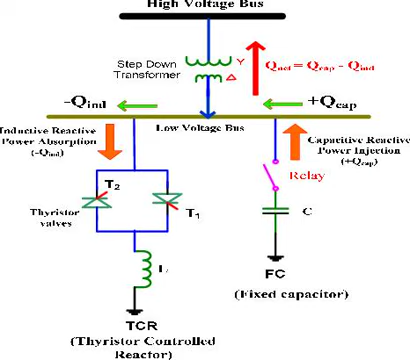 High Voltage Bus
Step Down
Transformer
Y
Δ
Qnet = Qcap - Qind
-Qind
+Qcap
Inductive Reactive
Power Absorption
(-Qind)
Low Voltage Bus
Capacitive Reactive
Power Injection
(+Qcap)
T2
T1
Thyristor
valves
Relay
C
L
FC
(Fixed capacitor)
TCR
(Thyristor Controlled
Reactor)